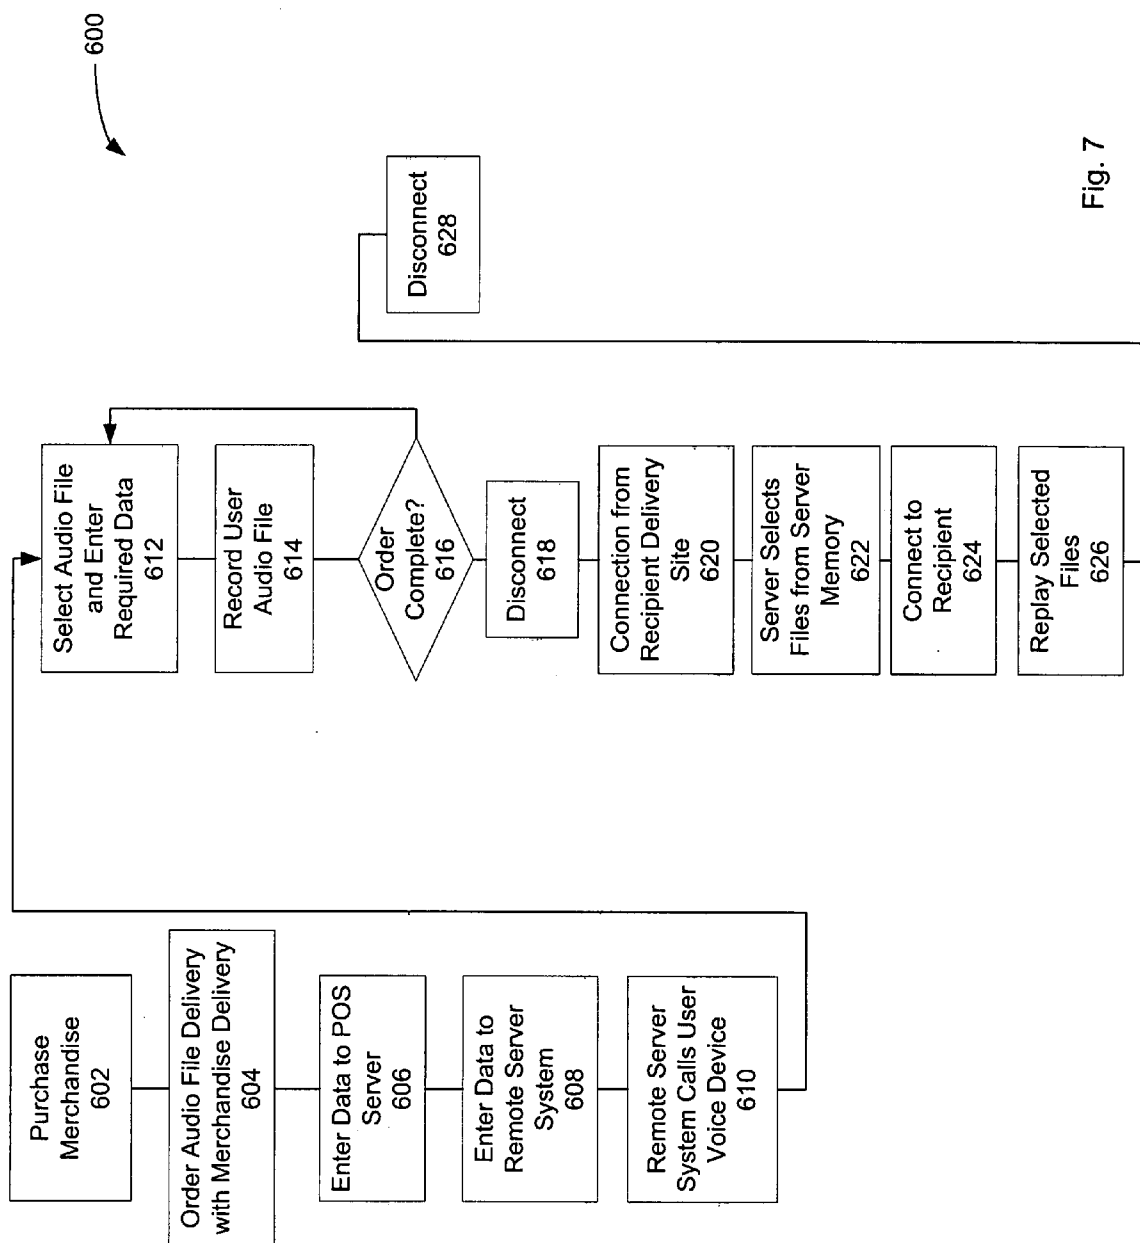 600
Purchase
Merchandise
602
Order Audio File Delivery
with Merchandise Delivery
604
Enter Data to POS
Server
606
Enter Data to
Remote Server
System
608
Remote Server
System Calls User
Voice Device
610
Select Audio File
and Enter
Required Data
612
Record User
Audio File
614
Order
Complete?
616
Disconnect
618
Connection from
Recipient Delivery
Site
620
Server Selects
Files from Server
Memory
622
Connect to
Recipient
624
Replay Selected
Files
626
Disconnect
628
Fig. 7